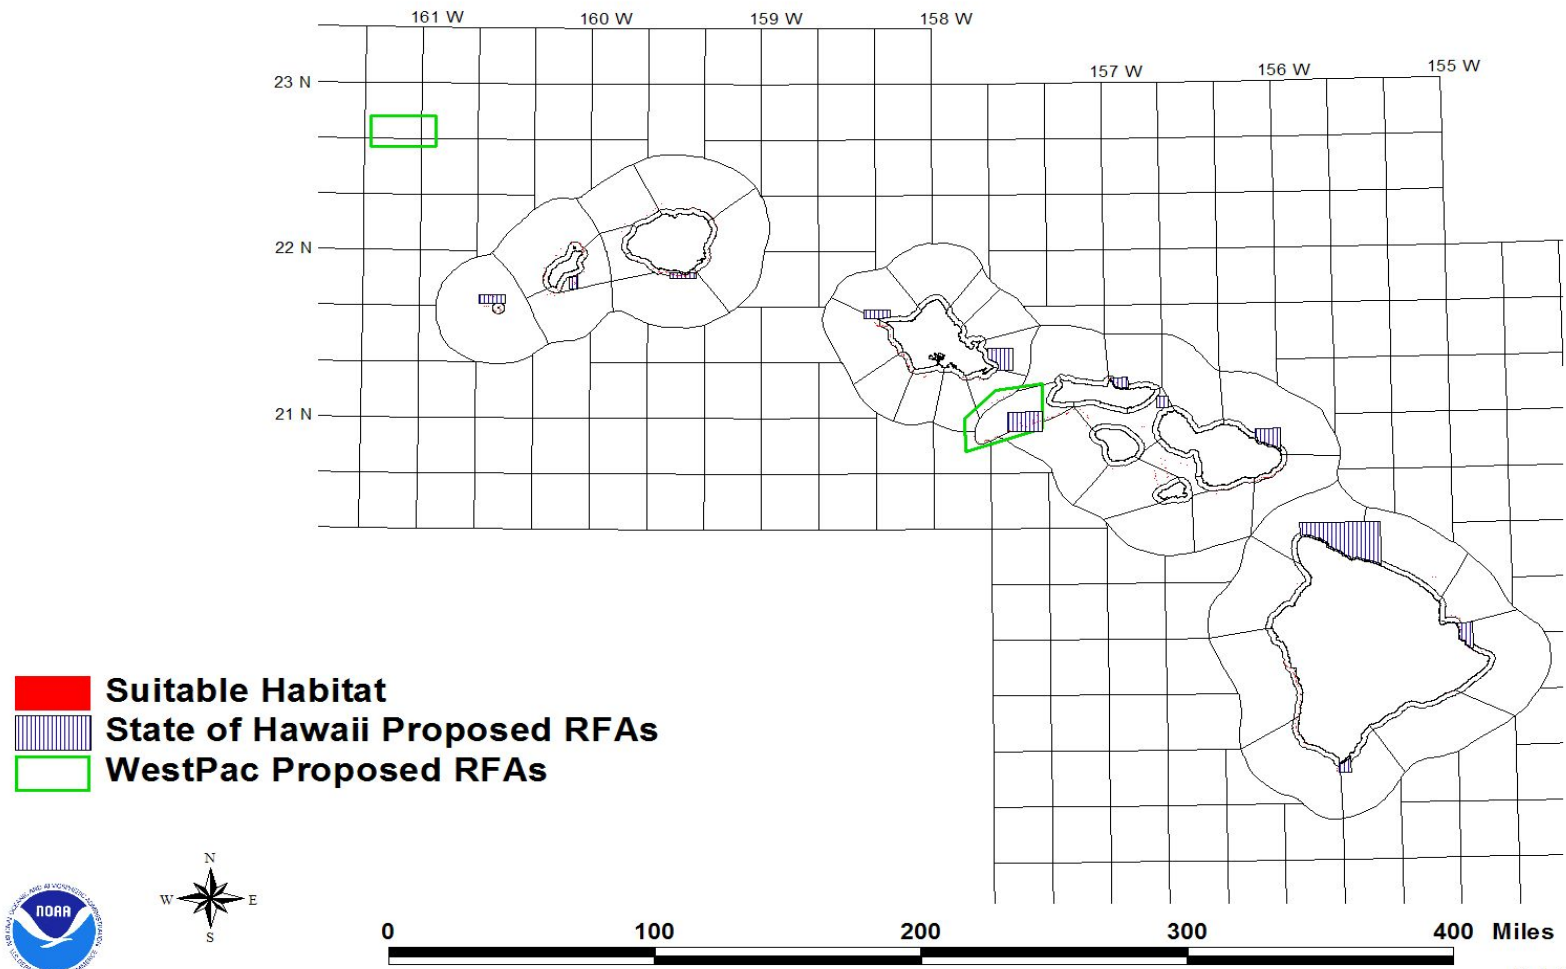 161 W
160 W
159 W
158 W
157 W
156 W
155 W
23 N
22 N
21 N
Suitable Habitat
State of Hawaii Proposed RFAs
WestPac Proposed RFAs
N
W
E
S
NOAA
0 100 200 300 400 Miles